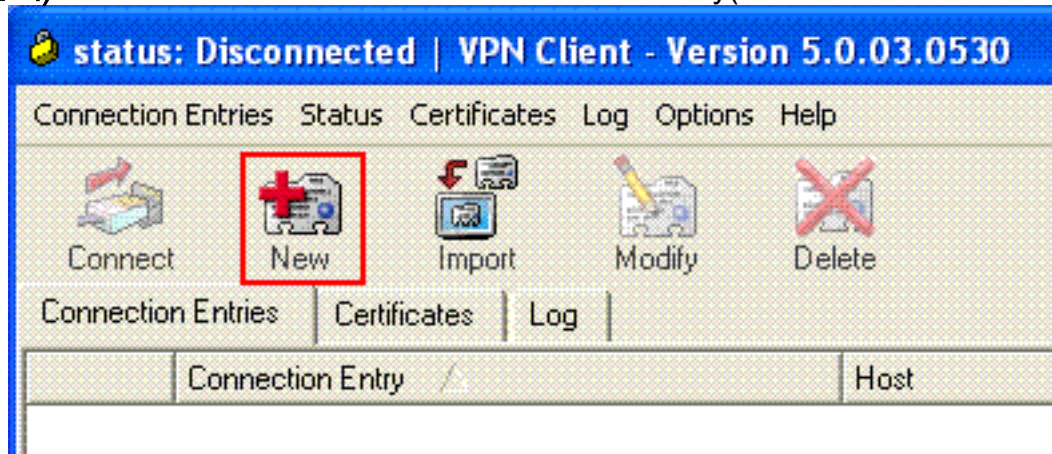 status: Disconnected | VPN Client - Version 5.0.03.0530
Connection Entries Status Certificates Log Options Help
Connect New Import Modify Delete
Connection Entries Certificates Log
Connection Entry Host